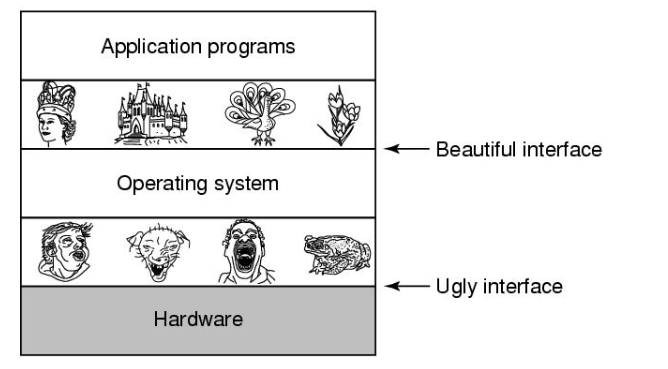 Application programs
Beautiful interface
Operating system
Ugly interface
Hardware